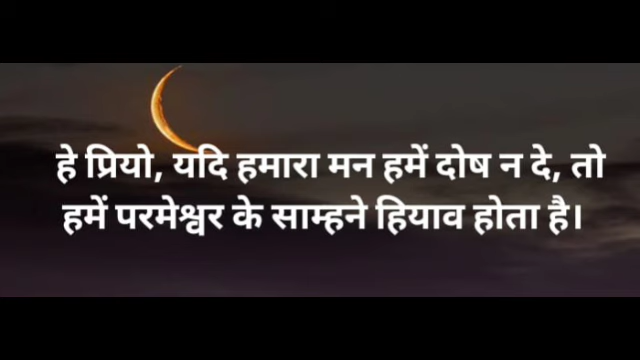 हे प्रियो, यदि हमारा मन हमें दोष न दे, तो
हमें परमेश्वर के साम्हने हियाव होता है।